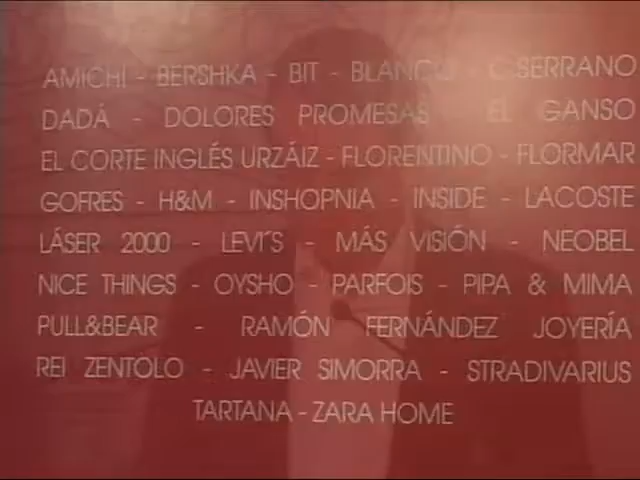 AMICHI - BERSHKA - BIT - BLANCO - C. SERRANO
DADÁ - DOLORES PROMESAS - EL GANSO
EL CORTE INGLÉS URZÁIZ - FLORENTINO - FLORMAR
GOFRES - H&M - INSHOPNIA - INSIDE - LACOSTE
LÁSER 2000 - LEVI´S - MÁS VISIÓN - NEOBEL
NICE THINGS - OYSHO - PARFOIS - PIPA & MIMA
PULL&BEAR - RAMÓN FERNÁNDEZ JOYERÍA
REI ZENTOLO - JAVIER SIMORRA - STRADIVARIUS
TARTANA - ZARA HOME